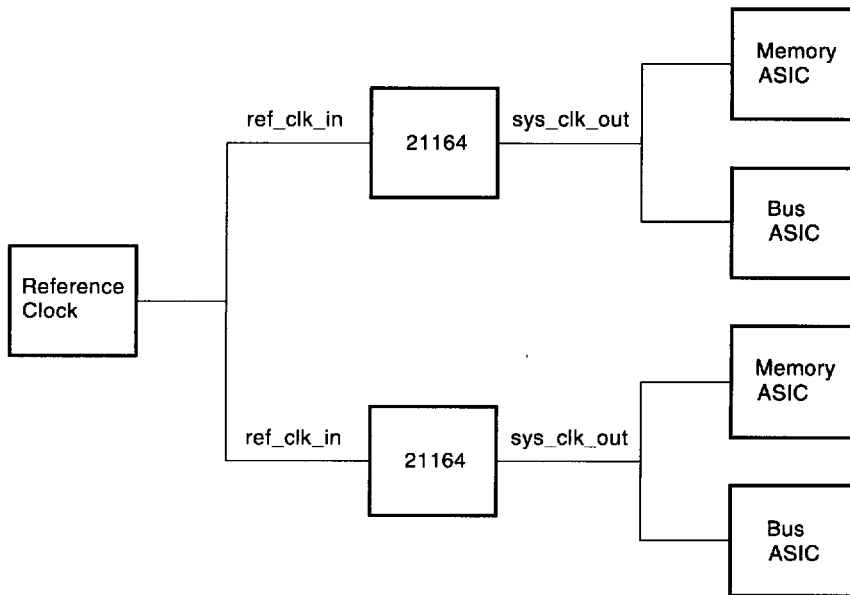 Memory
ASIC
ref_clk_in
21164
sys_clk_out
Bus
ASIC
Reference
Clock
Memory
ASIC
ref_clk_in
21164
sys_clk_out
Bus
ASIC